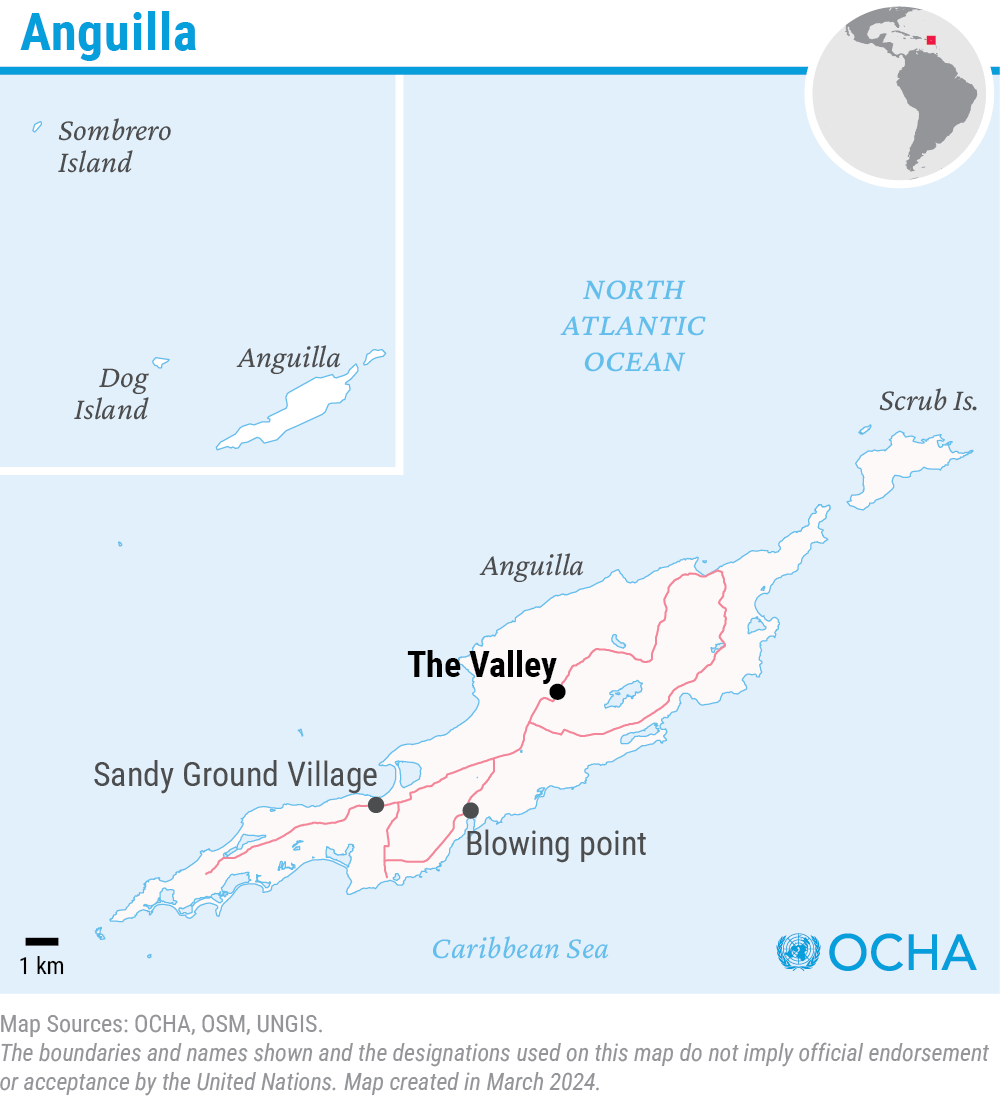 Anguilla
Sombrero
Island
NORTH
ATLANTIC
OCEAN
Anguilla
Dog
Island
Scrub Is.
Anguilla
The Valley
Sandy Ground Village
Blowing point
Caribbean Sea
OCHA
1 km
Map Sources: OCHA, OSM, UNGIS.
The boundaries and names shown and the designations used on this map do not imply official endorsement
or acceptance by the United Nations. Map created in March 2024.